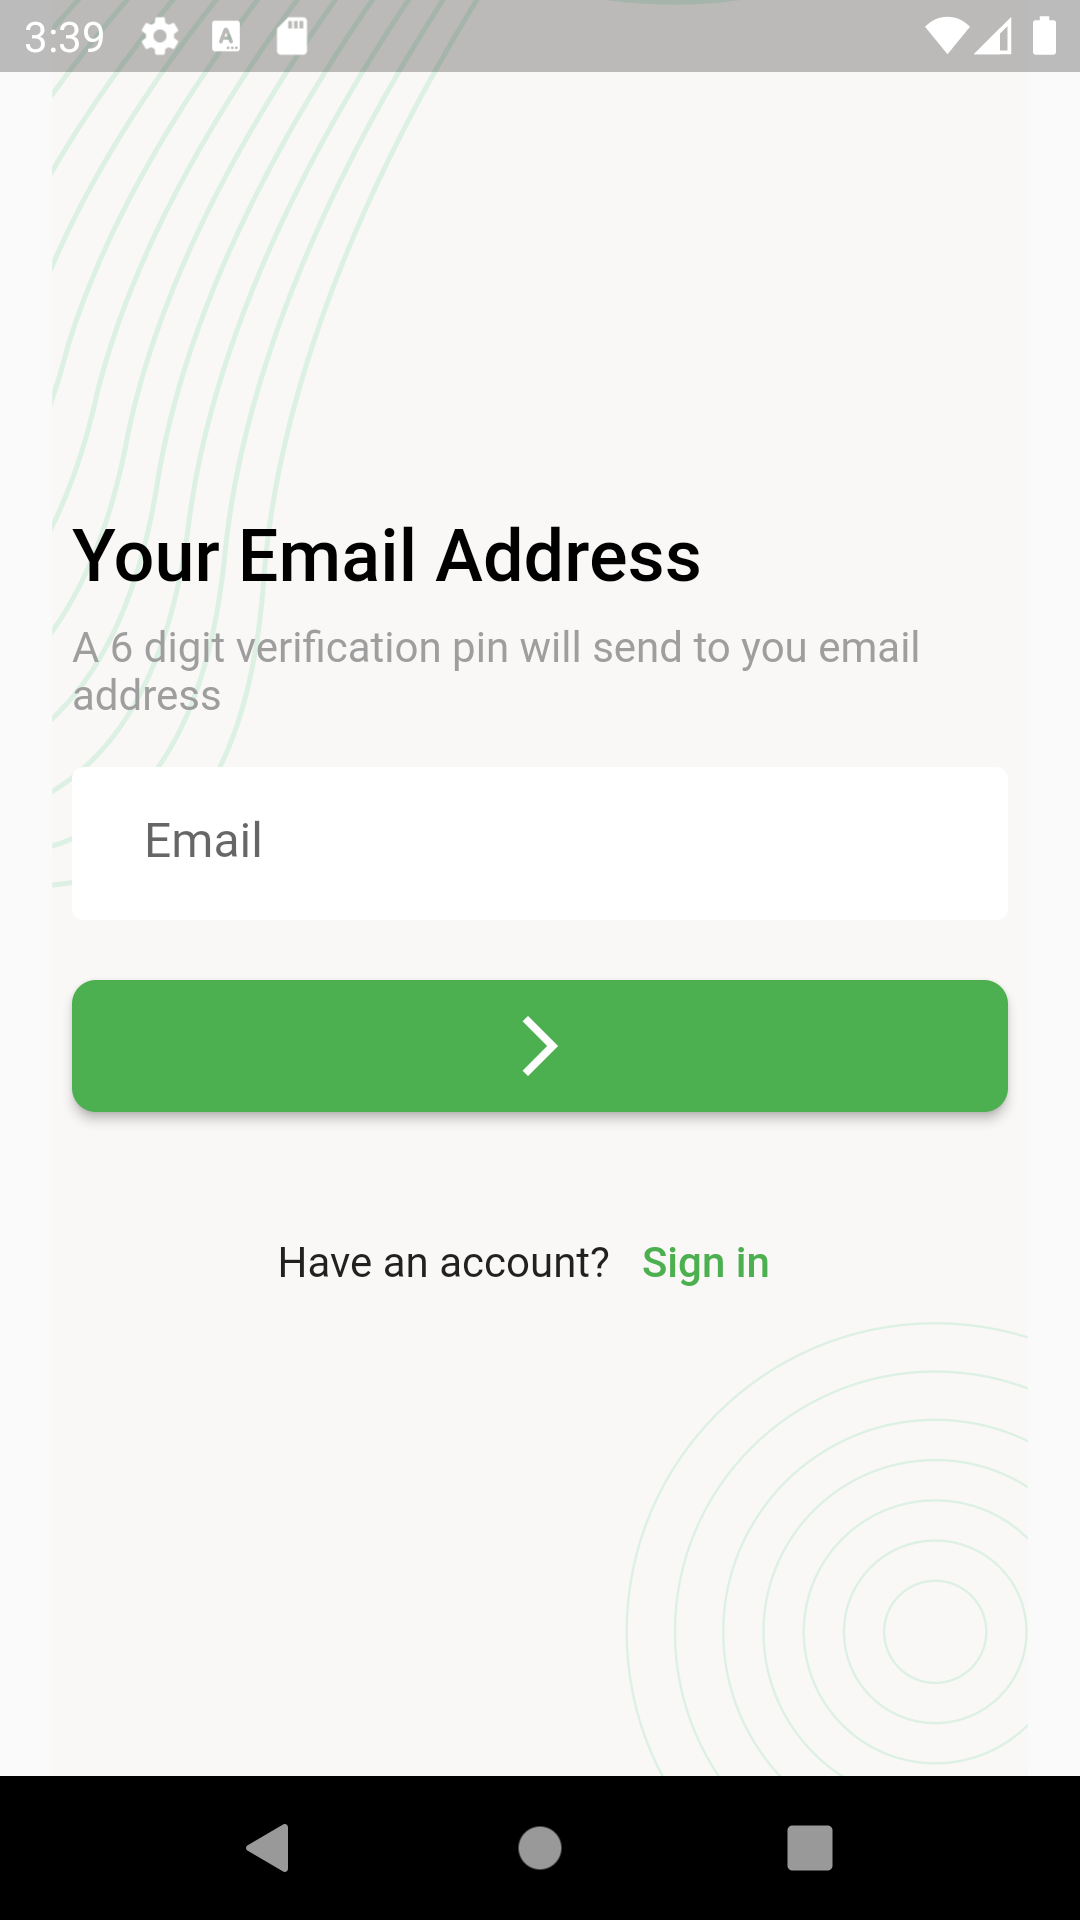 3:39
Your Email Address
A 6 digit verification pin will send to you email
address
Email
Have an account? Sign in